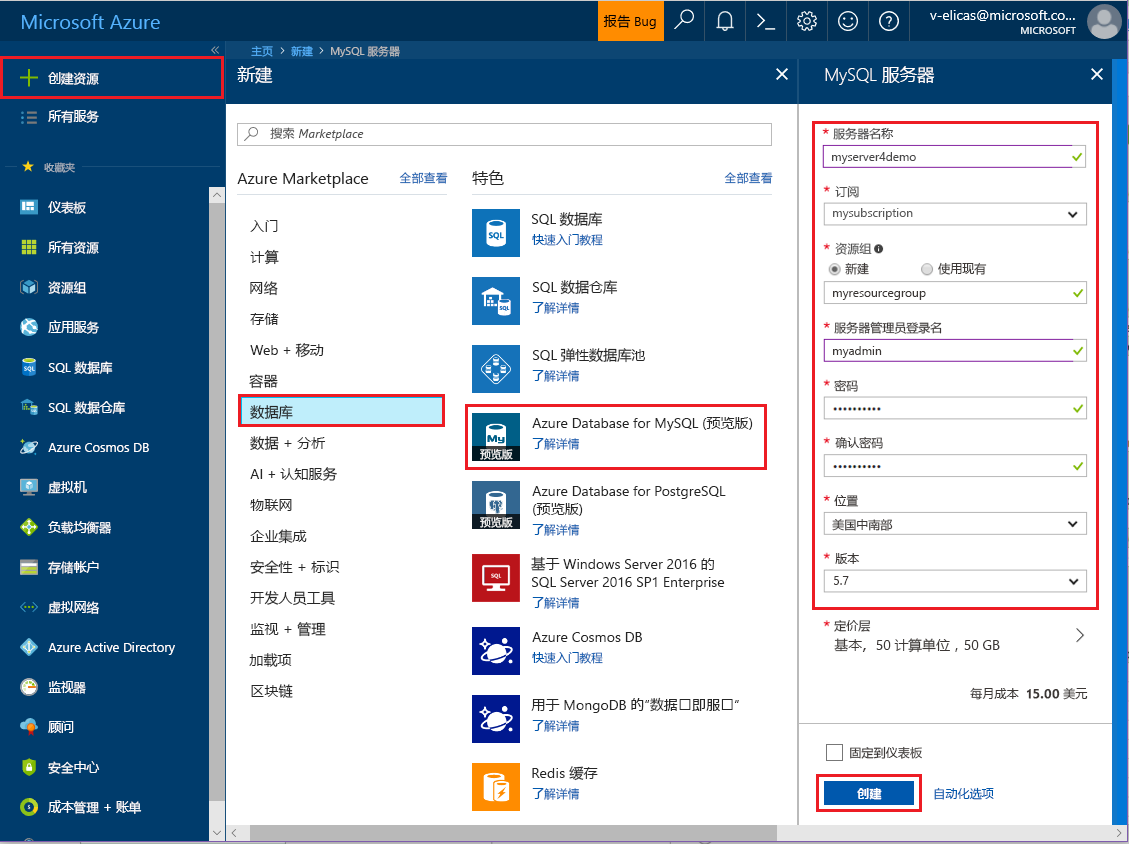 Microsoft Azure
报告 Bug
v-elicas@microsoft.co...
MICROSOFT
主页 > 新建 > MySQL 服务器
创建资源
所有服务
收藏夹
仪表板
所有资源
资源组
应用服务
SQL 数据库
SQL 数据仓库
Azure Cosmos DB
虚拟机
负载均衡器
存储帐户
虚拟网络
Azure Active Directory
监视器
顾问
安全中心
成本管理 + 账单
新建
搜索 Marketplace
Azure Marketplace
全部查看
入门
计算
网络
存储
Web + 移动
容器
数据库
数据 + 分析
AI + 认知服务
物联网
企业集成
安全性 + 标识
开发人员工具
监视 + 管理
加载项
区块链
特色
全部查看
SQL
SQL 数据库
快速入门教程
SQL 数据仓库
了解详情
SQL 弹性数据库池
了解详情
My
预览版
Azure Database for MySQL (预览版)
了解详情
预览版
Azure Database for PostgreSQL
(预览版)
了解详情
SQL
基于 Windows Server 2016 的
SQL Server 2016 SP1 Enterprise
了解详情
Azure Cosmos DB
快速入门教程
用于 MongoDB 的“数据口即服口”
了解详情
Redis 缓存
了解详情
MySQL 服务器
* 服务器名称
myserver4demo
* 订阅
mysubscription
* 资源组
新建
使用现有
myresourcegroup
* 服务器管理员登录名
myadmin
* 密码
••••••••••
* 确认密码
••••••••••
* 位置
美国中南部
* 版本
5.7
* 定价层
基本，50 计算单位，50 GB
每月成本 15.00 美元
固定到仪表板
创建
自动化选项